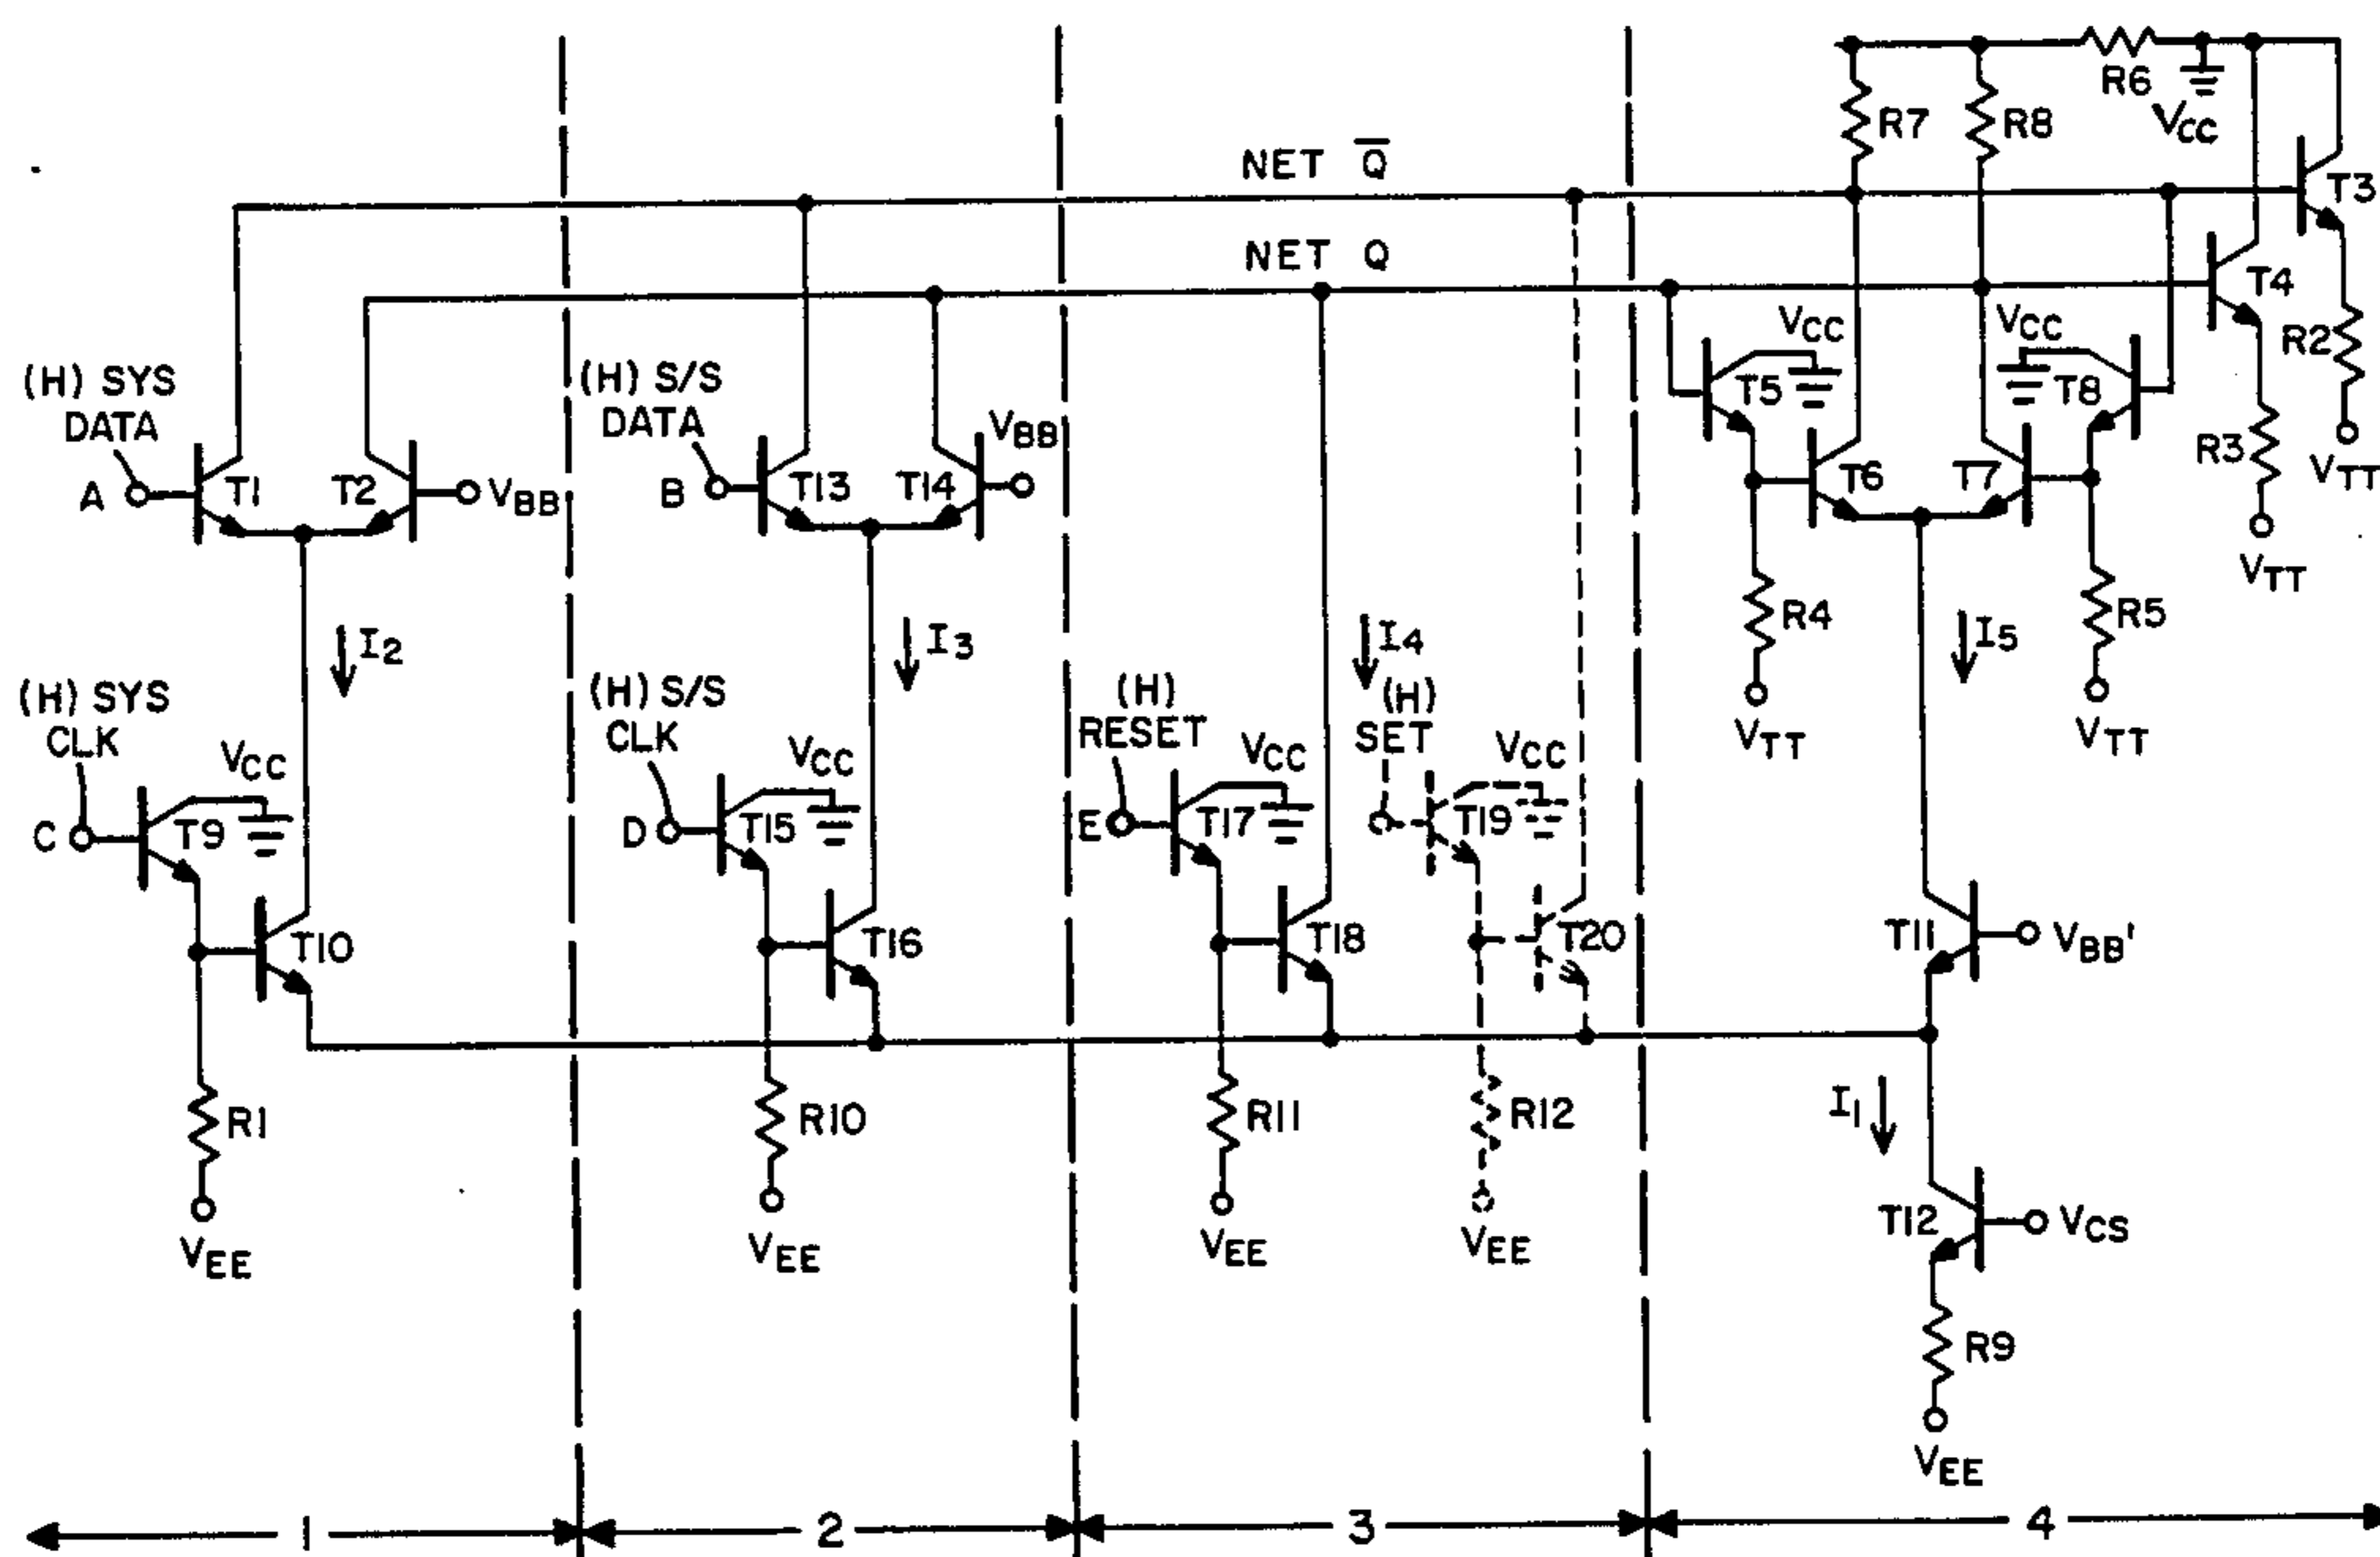 R6
VCC
R7
R8
NET Q̅
T3
NET Q
T4
VCC
VCC
R2
(H) SYS
DATA
(H) S/S
DATA
VBB
T5
T8
A
T1
T2
VBB
B
T13
T14
T6
T7
R3
VTT
VTT
I2
I3
I4
R4
I5
R5
(H) SYS
CLK
(H) S/S
CLK
(H)
RESET
(H)
SET
VTT
VTT
VCC
VCC
VCC
VCC
C
T9
D
T15
E
T17
T19
T10
T16
T18
T20
T11
VBB'
R1
R10
R11
R12
I1
VEE
VEE
VEE
VEE
T12
VCS
R9
VEE
1
2
3
4